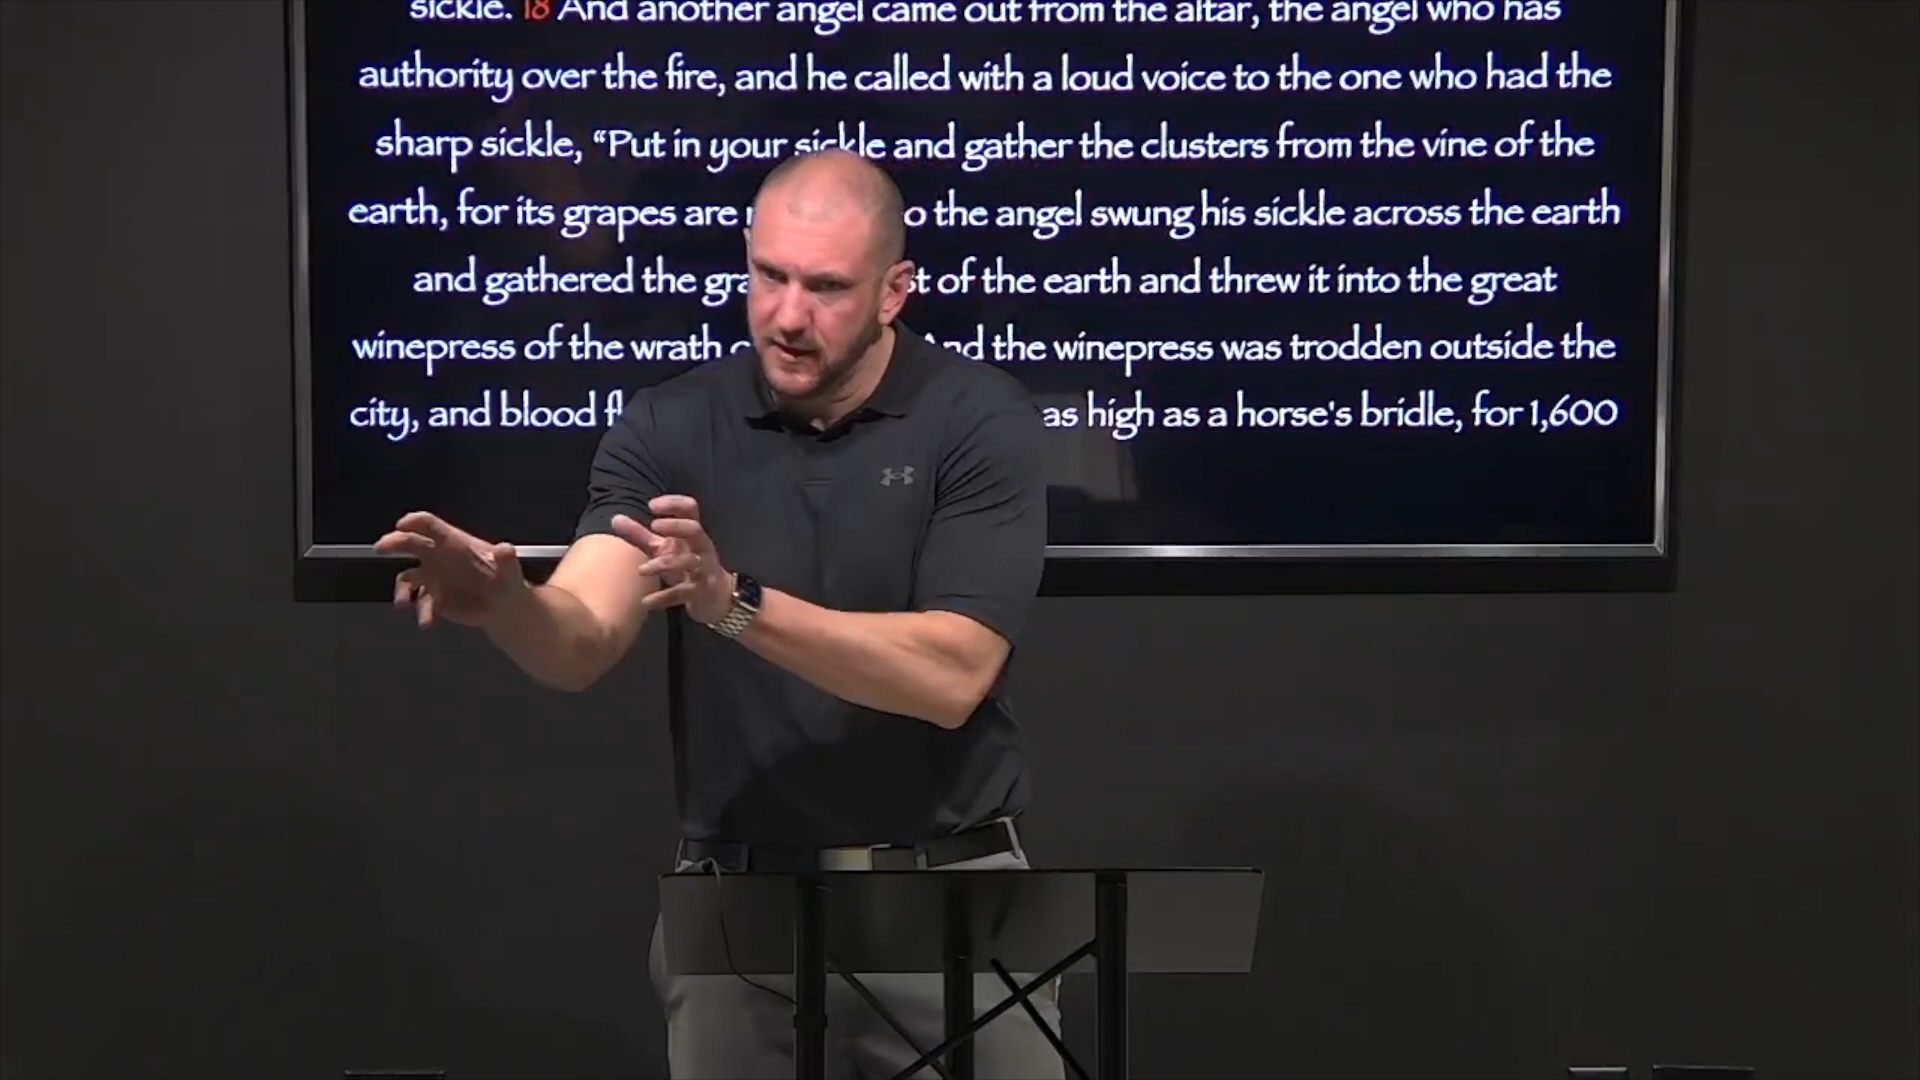 sickle. 18 And another angel came out from the altar, the angel who has
authority over the fire, and he called with a loud voice to the one who had the
sharp sickle, “Put in your sickle and gather the clusters from the vine of the
earth, for its grapes are o the angel swung his sickle across the earth
and gathered the gra st of the earth and threw it into the great
winepress of the wrath And the winepress was trodden outside the
city, and blood fl as high as a horse's bridle, for 1,600